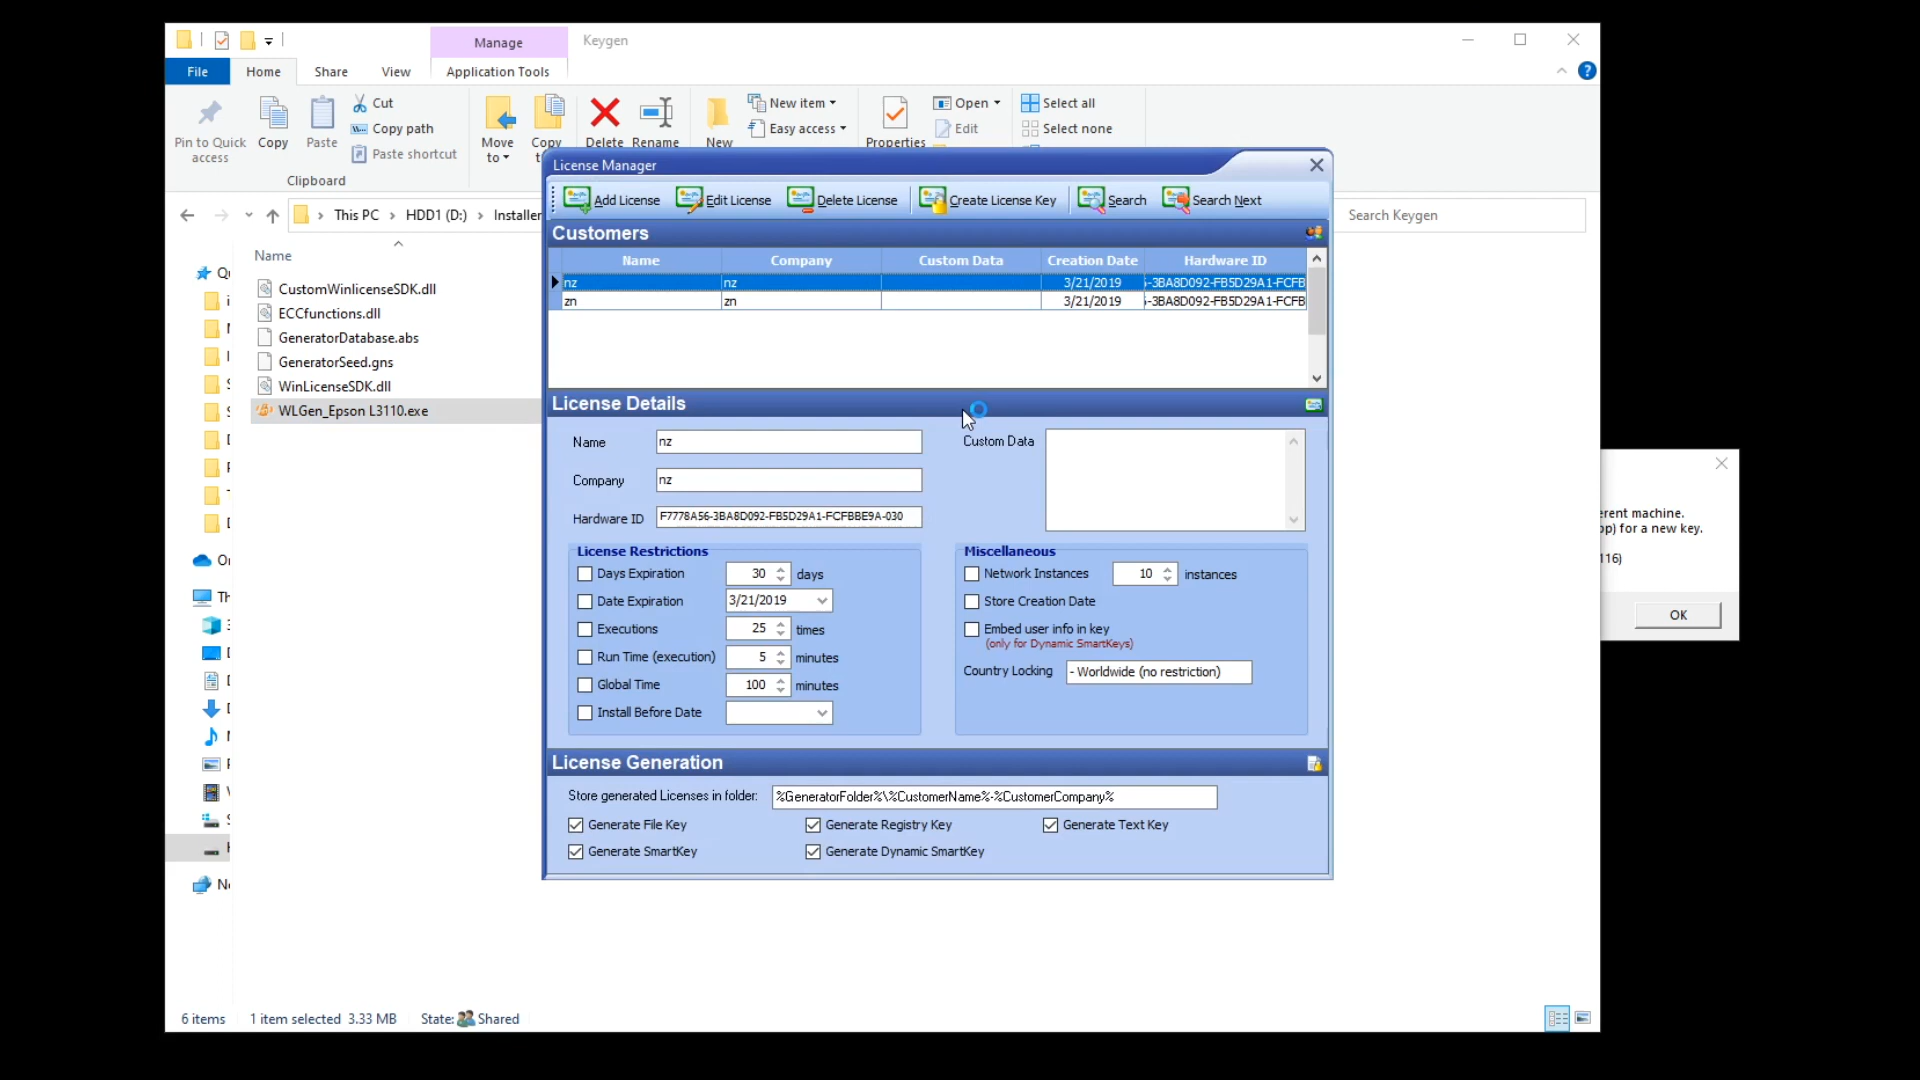 Manage
Keygen
File
Home
Share
View
Application Tools
Pin to Quick access
Copy
Paste
Cut
Copy path
Paste shortcut
Clipboard
Move to
Copy
Delete
Rename
New
New item
Easy access
Properties
Open
Edit
Select all
Select none
This PC
HDD1 (D:)
Installer
Search Keygen
Name
CustomWinlicenseSDK.dll
ECCfunctions.dll
GeneratorDatabase.abs
GeneratorSeed.gns
WinLicenseSDK.dll
WLGen_Epson L3110.exe
License Manager
Add License
Edit License
Delete License
Create License Key
Search
Search Next
Customers
Name Company Custom Data Creation Date Hardware ID
nz nz 3/21/2019 -3BA8D092-FB5D29A1-FCFB
zn zn 3/21/2019 -3BA8D092-FB5D29A1-FCFB
License Details
Name nz
Company nz
Hardware ID F7778A56-3BA8D092-FB5D29A1-FCFBBE9A-030
Custom Data
License Restrictions
Days Expiration 30 days
Date Expiration 3/21/2019
Executions 25 times
Run Time (execution) 5 minutes
Global Time 100 minutes
Install Before Date
Miscellaneous
Network Instances 10 instances
Store Creation Date
Embed user info in key
(only for Dynamic SmartKeys)
Country Locking - Worldwide (no restriction)
License Generation
Store generated Licenses in folder: %GeneratorFolder%\%CustomerName%-%CustomerCompany%
Generate File Key
Generate Registry Key
Generate Text Key
Generate SmartKey
Generate Dynamic SmartKey
erent machine.
op) for a new key.
116)
OK
6 items
1 item selected 3.33 MB
State: Shared